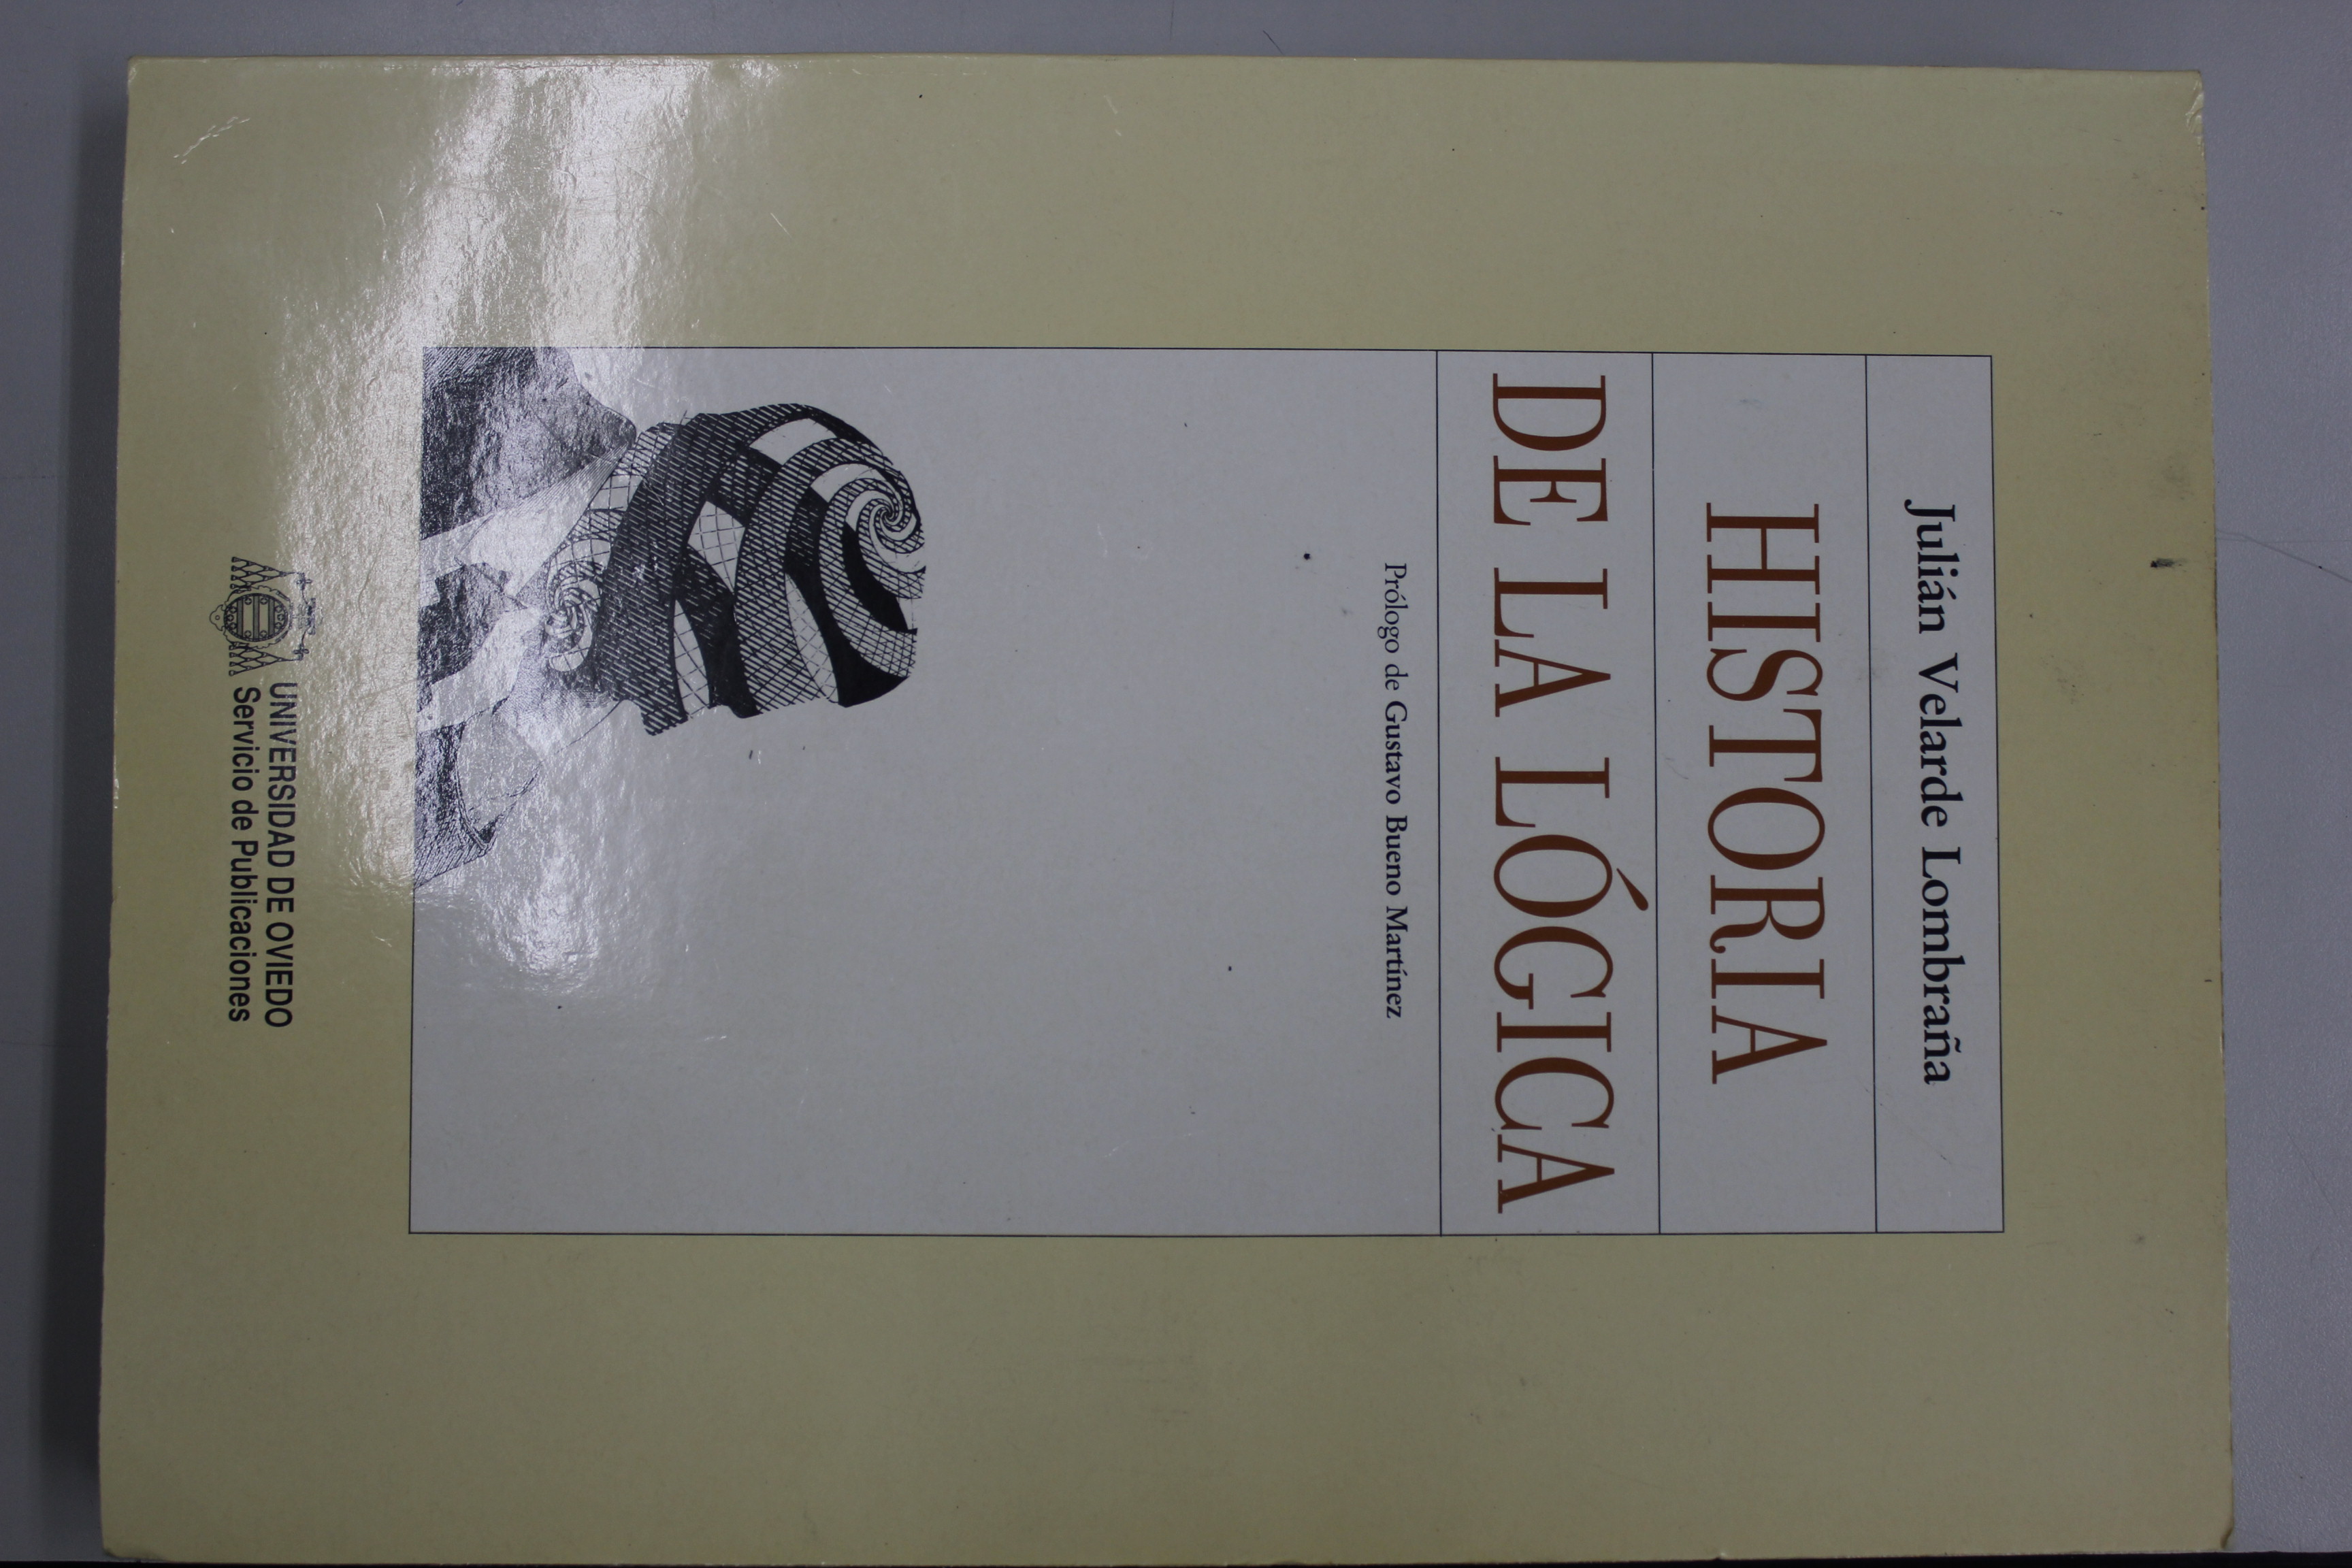 Julián Velarde Lombraña
HISTORIA
DE LA LÓGICA
Prólogo de Gustavo Bueno Martínez
UNIVERSIDAD DE OVIEDO
Servicio de Publicaciones